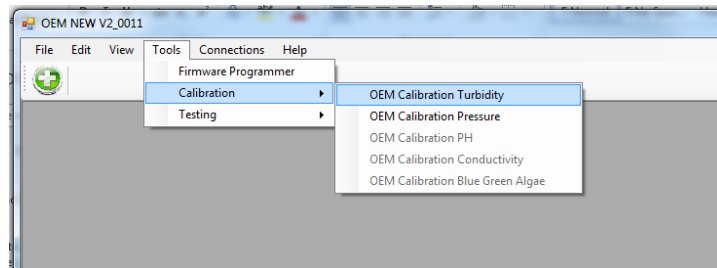 OEM NEW V2_0011
File Edit View Tools Connections Help
Firmware Programmer
Calibration
OEM Calibration Turbidity
Testing
OEM Calibration Pressure
OEM Calibration PH
OEM Calibration Conductivity
OEM Calibration Blue Green Algae